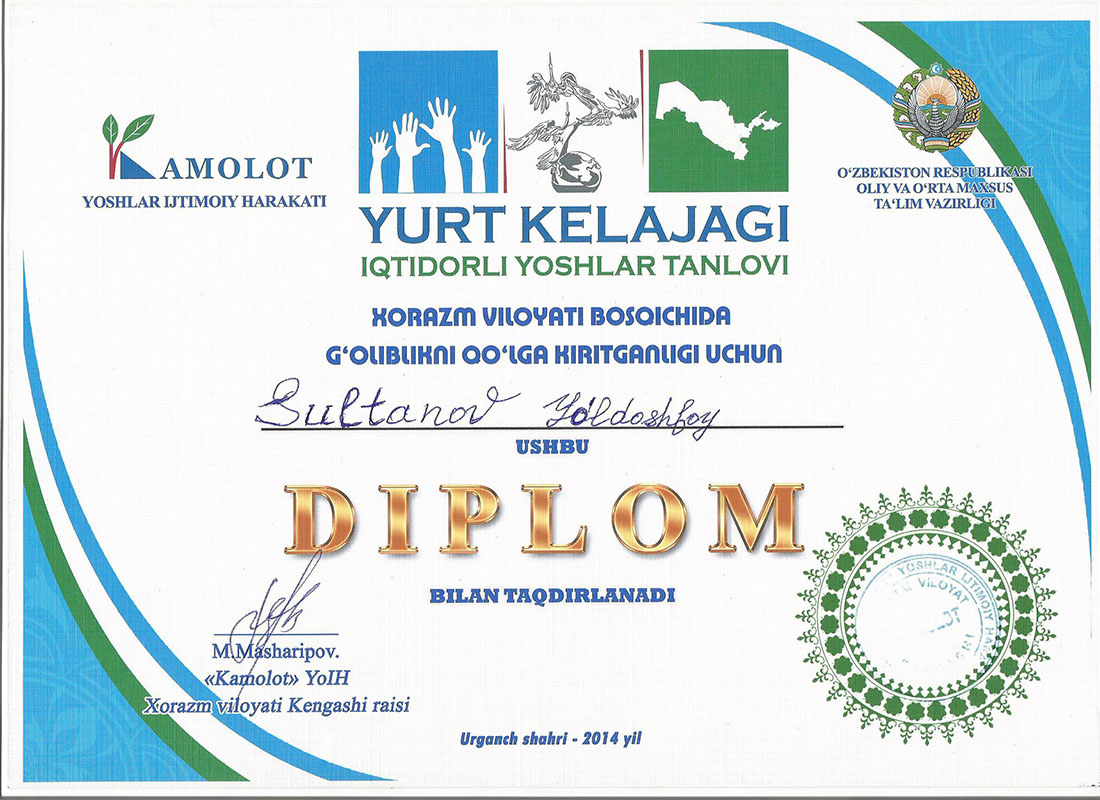 KAMOLOT
YOSHLAR IJTIMOIY HARAKATI
O‘ZBEKISTON RESPUBLIKASI
OLIY VA O‘RTA MAXSUS
TA‘LIM VAZIRLIGI
YURT KELAJAGI
IQTIDORLI YOSHLAR TANLOVI
XORAZM VILOYATI BOSQICHIDA
G‘OLIBLIKNI QO‘LGA KIRITGANLIGI UCHUN
Sultanov Yo'ldoshboy
USHBU
DIPLOM
BILAN TAQDIRLANADI
M.Masharipov.
«Kamolot» YoIH
Xorazm viloyati Kengashi raisi
YOSHLAR IJTIMOIY
VILOYAT
Urganch shahri - 2014 yil